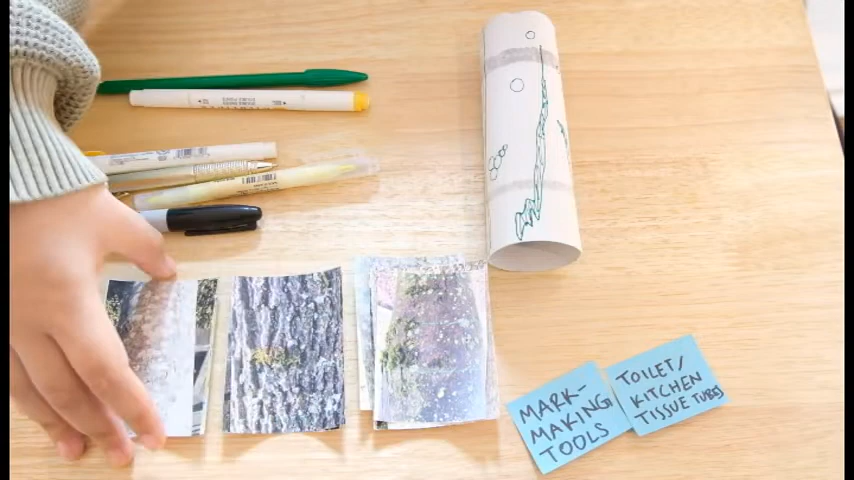 MARK-
MAKING
TOOLS
TOILET/
KITCHEN
TISSUE TUBES